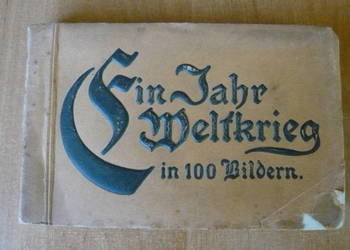 Ein Jahr
Weltkrieg
in 100 Bildern.